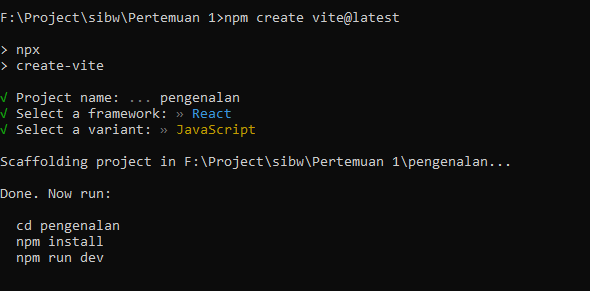 F:\Project\sibw\Pertemuan 1>npm create vite@latest
> npx
> create-vite
√ Project name: ... pengenalan
√ Select a framework: » React
√ Select a variant: » JavaScript
Scaffolding project in F:\Project\sibw\Pertemuan 1\pengenalan...
Done. Now run:
cd pengenalan
npm install
npm run dev